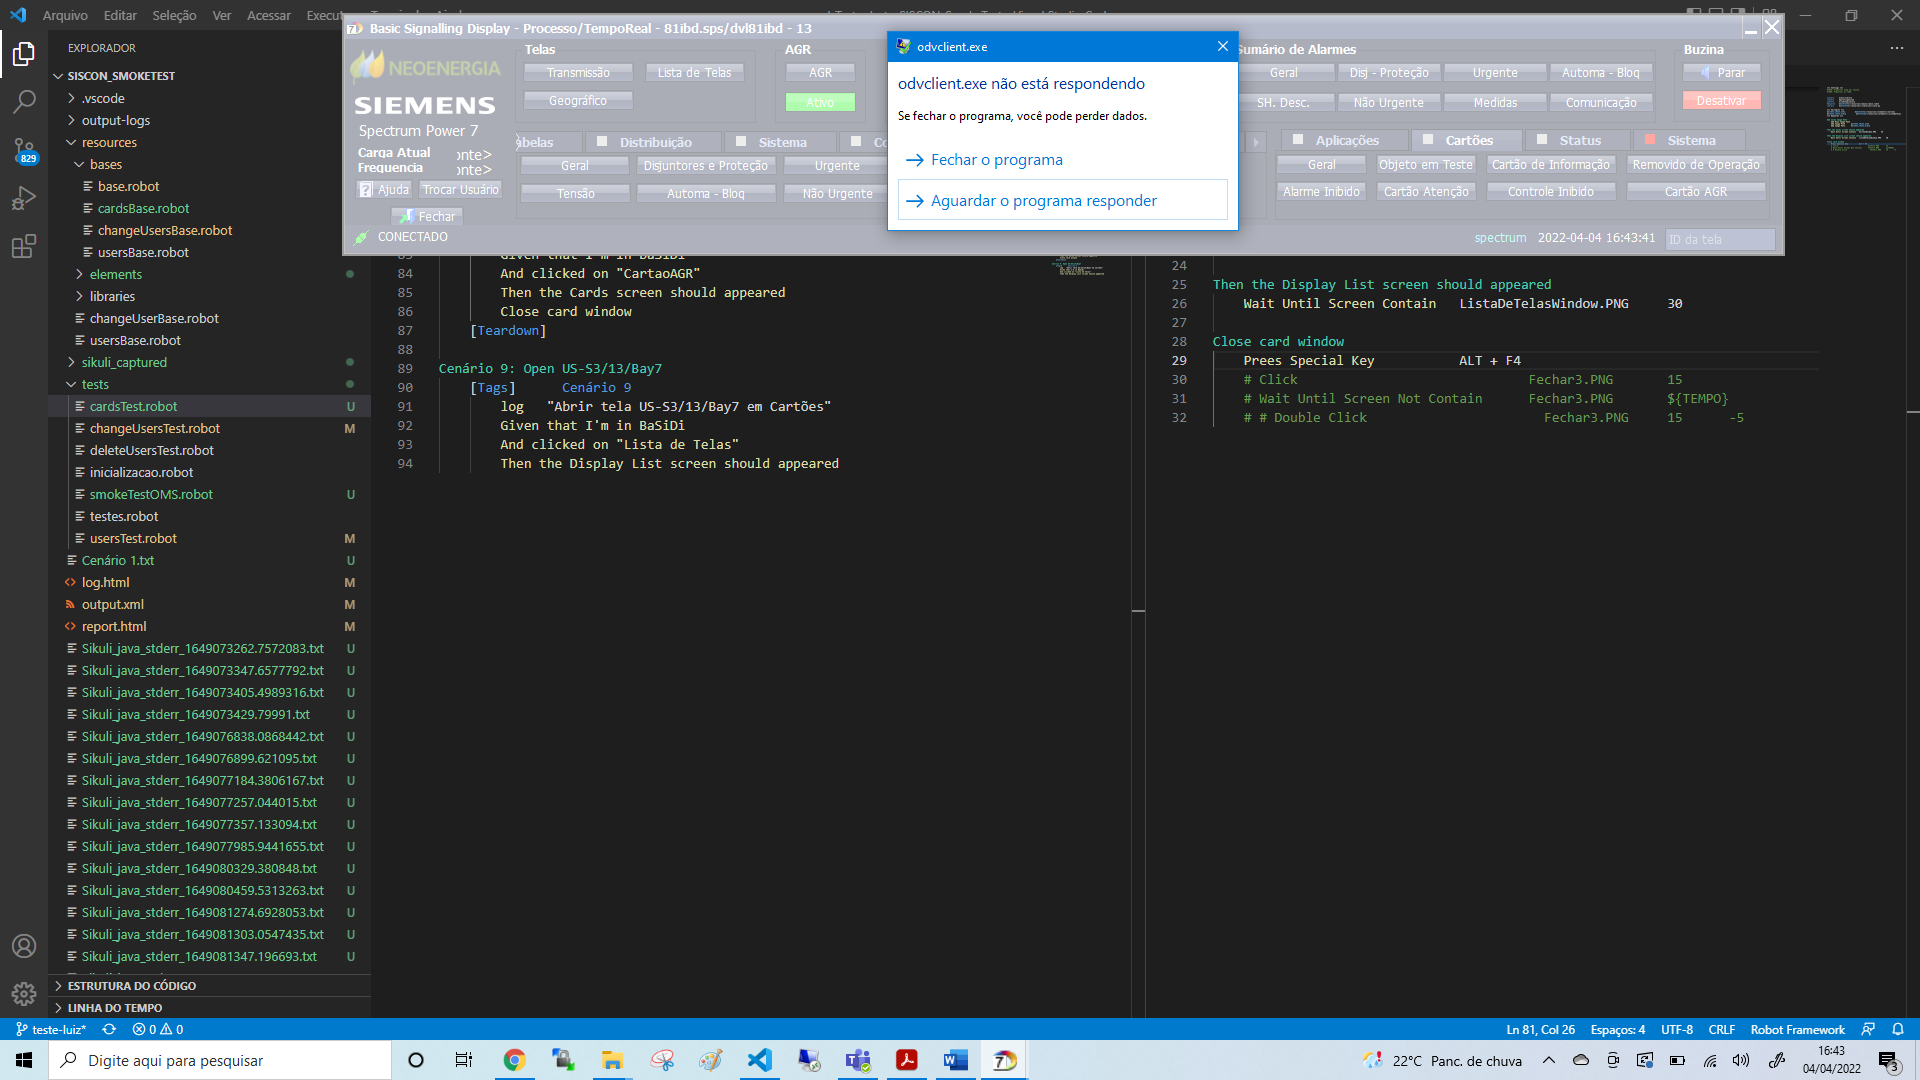 Arquivo Editar Seleção Ver Acessar
Basic Signalling Display - Processo/TempoReal - 81ibd.sps/dvl81ibd - 13
NEOENERGIA
SIEMENS
Spectrum Power 7
Carga Atual
Frequencia
Ajuda Trocar Usuário
Fechar
CONECTADO
Telas
Transmissão Lista de Telas
Geográfico
AGR
AGR
Ativo
Distribuição Sistema
Geral Disjuntores e Proteção Urgente
Tensão Automa - Bloq Não Urgente
odvclient.exe
odvclient.exe não está respondendo
Se fechar o programa, você pode perder dados.
Fechar o programa
Aguardar o programa responder
Sumário de Alarmes
Geral Disj - Proteção Urgente Automa - Bloq
SH. Desc. Não Urgente Medidas Comunicação
Buzina
Parar
Desativar
Aplicações Cartões Status Sistema
Geral Objeto em Teste Cartão de Informação Removido de Operação
Alarme Inibido Cartão Atenção Controle Inibido Cartão AGR
spectrum 2022-04-04 16:43:41 ID da tela
EXPLORADOR
SISCON_SMOKETEST
.vscode
output-logs
resources
bases
base.robot
cardsBase.robot
changeUsersBase.robot
usersBase.robot
elements
libraries
changeUserBase.robot
usersBase.robot
sikuli_captured
tests
cardsTest.robot U
changeUsersTest.robot M
deleteUsersTest.robot
inicializacao.robot
smokeTestOMS.robot U
testes.robot
usersTest.robot M
Cenário 1.txt U
log.html M
output.xml M
report.html M
Sikuli_java_stderr_1649073262.7572083.txt U
Sikuli_java_stderr_1649073347.6577792.txt U
Sikuli_java_stderr_1649073405.4989316.txt U
Sikuli_java_stderr_1649073429.79991.txt U
Sikuli_java_stderr_1649076838.0868442.txt U
Sikuli_java_stderr_1649076899.621095.txt U
Sikuli_java_stderr_1649077184.3806167.txt U
Sikuli_java_stderr_1649077257.044015.txt U
Sikuli_java_stderr_1649077357.133094.txt U
Sikuli_java_stderr_1649077985.9441655.txt U
Sikuli_java_stderr_1649080329.380848.txt U
Sikuli_java_stderr_1649080459.5313263.txt U
Sikuli_java_stderr_1649081274.6928053.txt U
Sikuli_java_stderr_1649081303.0547435.txt U
Sikuli_java_stderr_1649081347.196693.txt U
ESTRUTURA DO CÓDIGO
LINHA DO TEMPO
829
84 And clicked on "CartaoAGR"
85 Then the Cards screen should appeared
86 Close card window
87 [Teardown]
88
89 Cenário 9: Open US-S3/13/Bay7
90 [Tags] Cenário 9
91 log "Abrir tela US-S3/13/Bay7 em Cartões"
92 Given that I'm in BaSiDi
93 And clicked on "Lista de Telas"
94 Then the Display List screen should appeared
24
25 Then the Display List screen should appeared
26 Wait Until Screen Contain ListaDeTelasWindow.PNG 30
27
28 Close card window
29 Prees Special Key ALT + F4
30 # Click Fechar3.PNG 15
31 # Wait Until Screen Not Contain Fechar3.PNG ${TEMPO}
32 # # Double Click Fechar3.PNG 15 -5
teste-luiz* 0 0
Ln 81, Col 26 Espaços: 4 UTF-8 CRLF Robot Framework
Digite aqui para pesquisar
22°C Panc. de chuva
16:43
04/04/2022
3